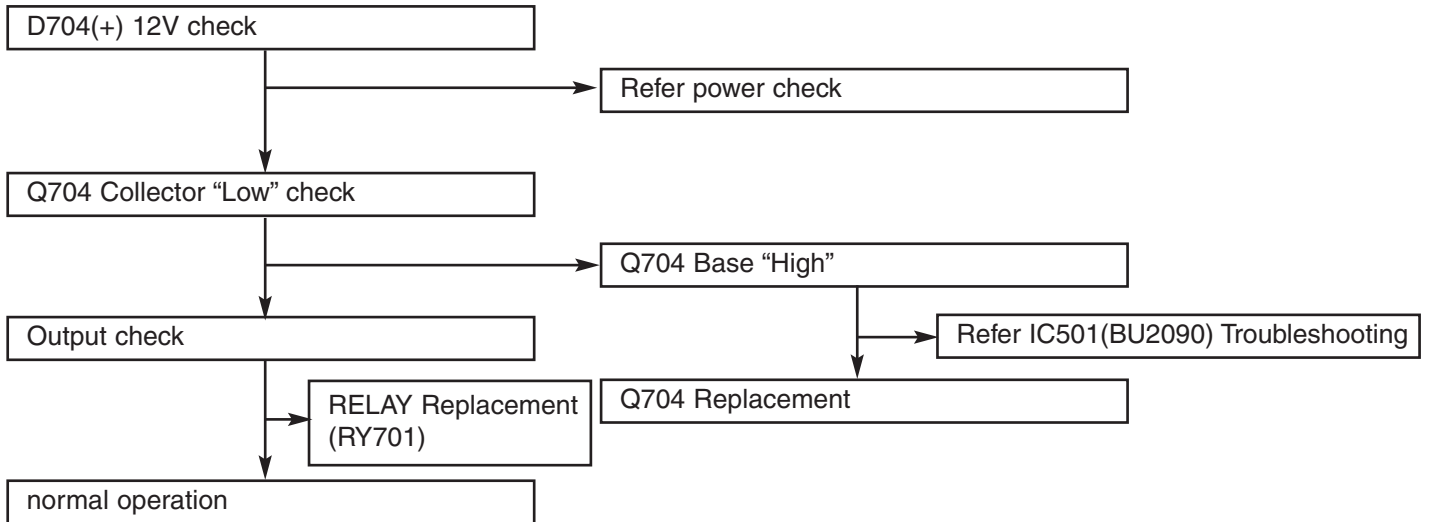 D704(+) 12V check
Refer power check
Q704 Collector “Low” check
Q704 Base “High”
Output check
Refer IC501(BU2090) Troubleshooting
RELAY Replacement
(RY701)
Q704 Replacement
normal operation